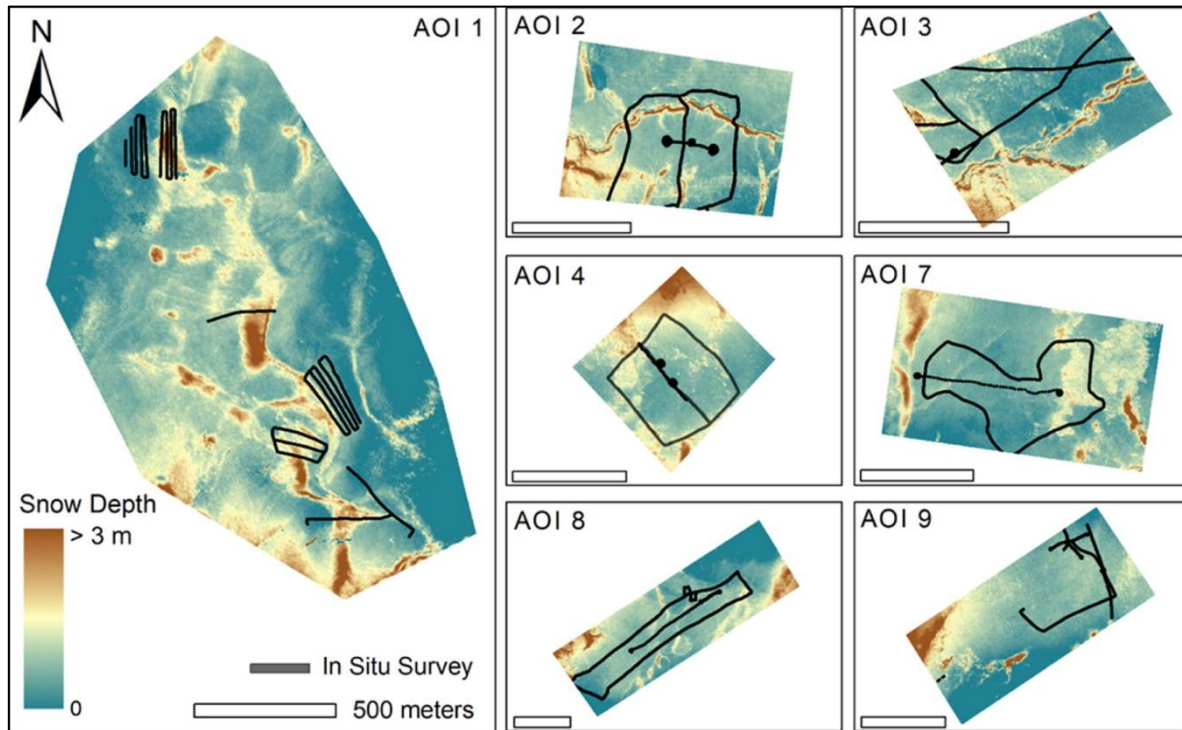 N
AOI 1
Snow Depth
> 3 m
0
In Situ Survey
500 meters
AOI 2
AOI 3
AOI 4
AOI 7
AOI 8
AOI 9